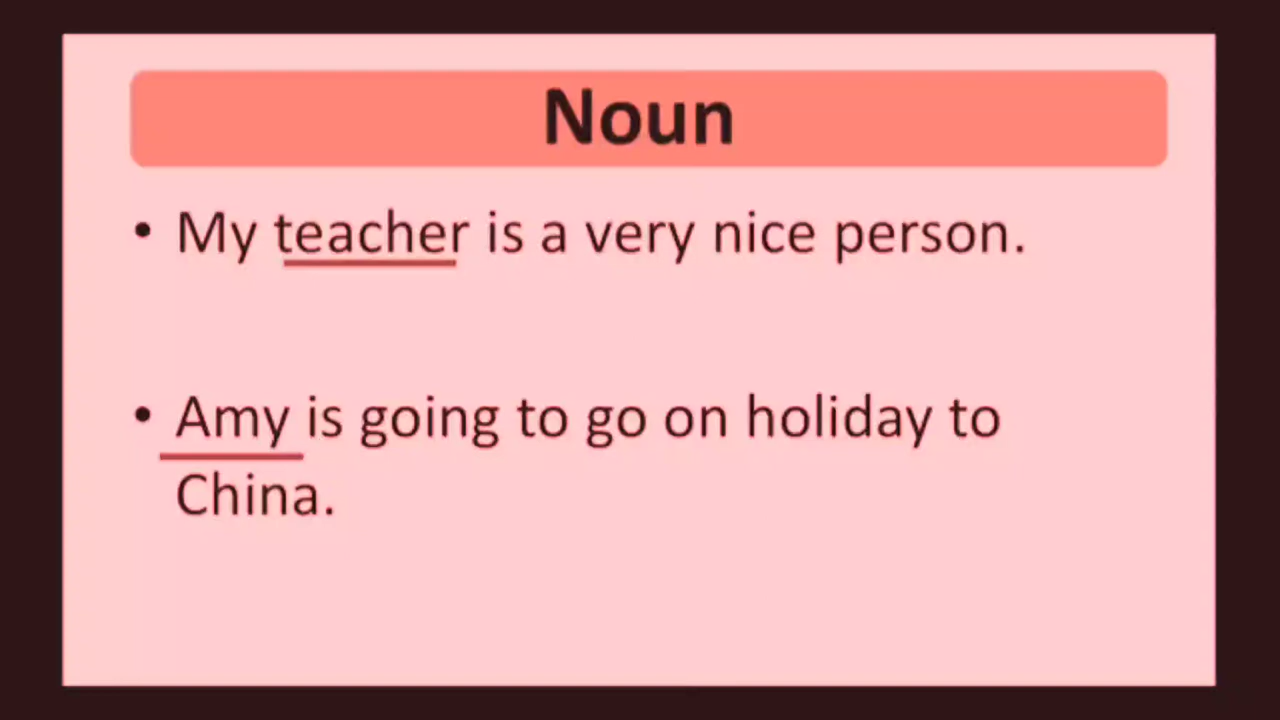 Noun
• My teacher is a very nice person.
• Amy is going to go on holiday to
China.